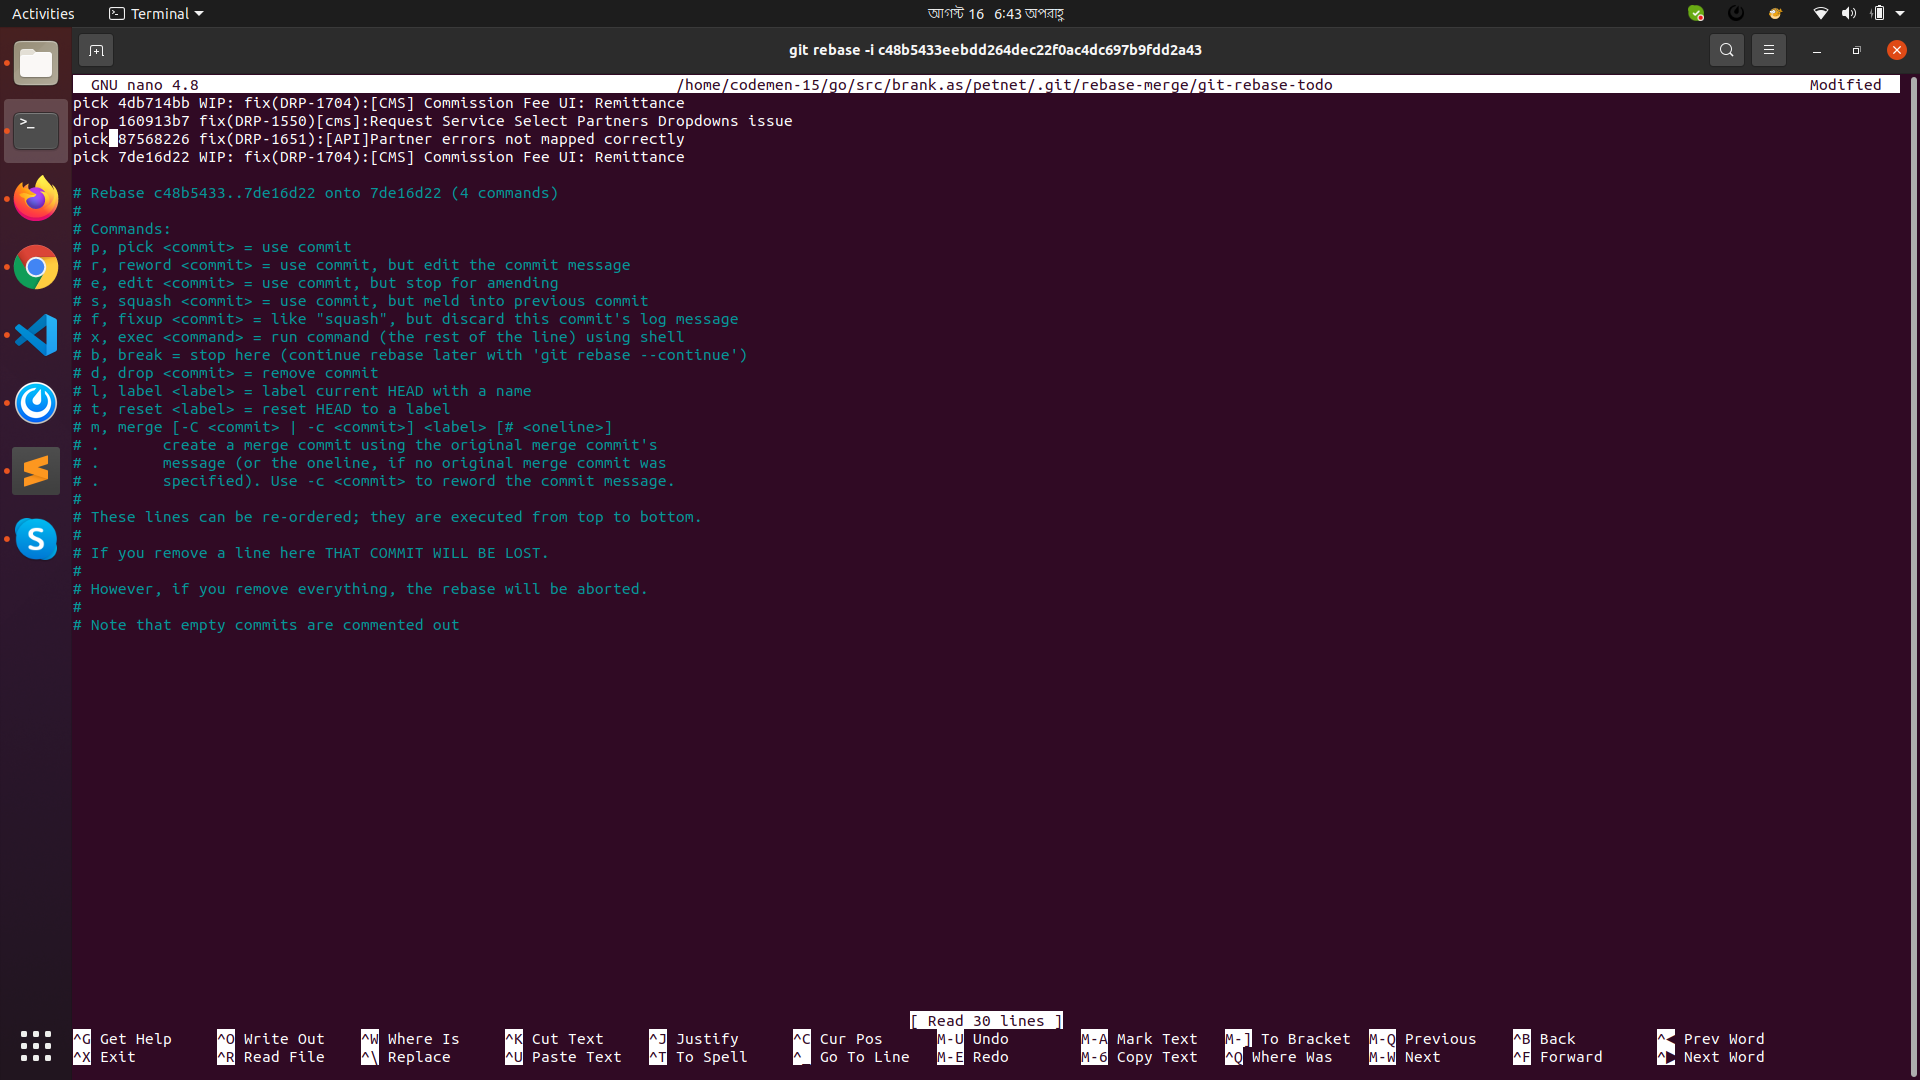 Activities Terminal আগস্ট 16 6:43 অপরাহ্ণ
git rebase -i c48b5433eebdd264dec22f0ac4dc697b9fdd2a43
GNU nano 4.8 /home/codemen-15/go/src/brank.as/petnet/.git/rebase-merge/git-rebase-todo Modified
pick 4db714bb WIP: fix(DRP-1704):[CMS] Commission Fee UI: Remittance
drop 160913b7 fix(DRP-1550)[cms]:Request Service Select Partners Dropdowns issue
pick 87568226 fix(DRP-1651):[API]Partner errors not mapped correctly
pick 7de16d22 WIP: fix(DRP-1704):[CMS] Commission Fee UI: Remittance
# Rebase c48b5433..7de16d22 onto 7de16d22 (4 commands)
#
# Commands:
# p, pick <commit> = use commit
# r, reword <commit> = use commit, but edit the commit message
# e, edit <commit> = use commit, but stop for amending
# s, squash <commit> = use commit, but meld into previous commit
# f, fixup <commit> = like "squash", but discard this commit's log message
# x, exec <command> = run command (the rest of the line) using shell
# b, break = stop here (continue rebase later with 'git rebase --continue')
# d, drop <commit> = remove commit
# l, label <label> = label current HEAD with a name
# t, reset <label> = reset HEAD to a label
# m, merge [-C <commit> | -c <commit>] <label> [# <oneline>]
# . create a merge commit using the original merge commit's
# . message (or the oneline, if no original merge commit was
# . specified). Use -c <commit> to reword the commit message.
#
# These lines can be re-ordered; they are executed from top to bottom.
#
# If you remove a line here THAT COMMIT WILL BE LOST.
#
# However, if you remove everything, the rebase will be aborted.
#
# Note that empty commits are commented out
[ Read 30 lines ]
^G Get Help ^O Write Out ^W Where Is ^K Cut Text ^J Justify ^C Cur Pos M-U Undo M-A Mark Text M-] To Bracket M-Q Previous ^B Back ^◀ Prev Word
^X Exit ^R Read File ^\ Replace ^U Paste Text ^T To Spell ^_ Go To Line M-E Redo M-6 Copy Text ^Q Where Was M-W Next ^F Forward ^▶ Next Word